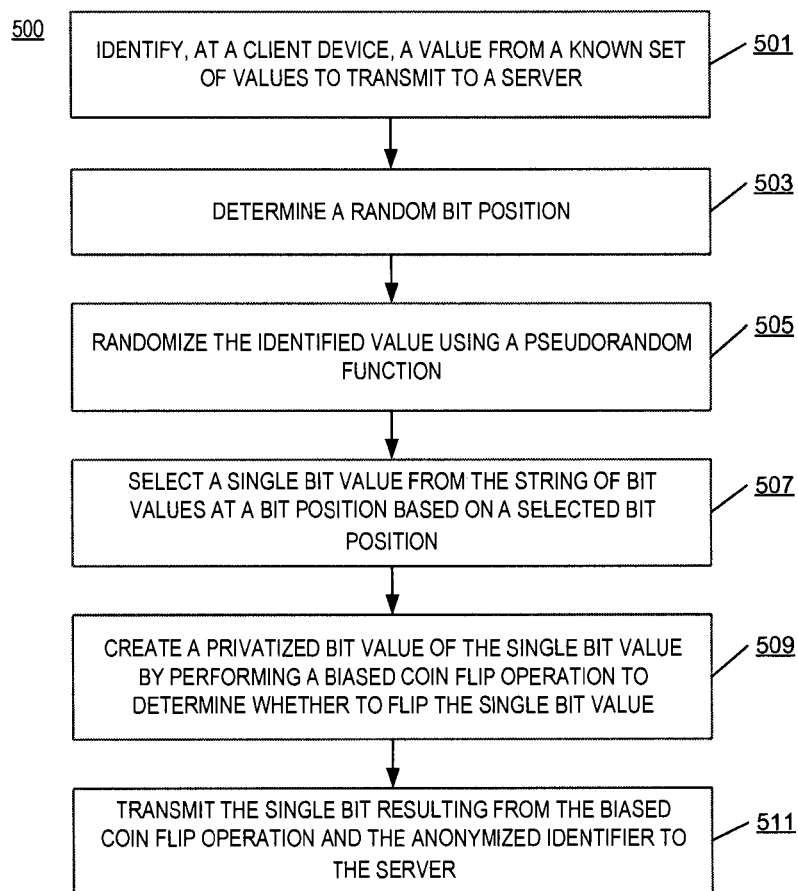 500
IDENTIFY, AT A CLIENT DEVICE, A VALUE FROM A KNOWN SET
OF VALUES TO TRANSMIT TO A SERVER
501
DETERMINE A RANDOM BIT POSITION
503
RANDOMIZE THE IDENTIFIED VALUE USING A PSEUDORANDOM
FUNCTION
505
SELECT A SINGLE BIT VALUE FROM THE STRING OF BIT
VALUES AT A BIT POSITION BASED ON A SELECTED BIT
POSITION
507
CREATE A PRIVATIZED BIT VALUE OF THE SINGLE BIT VALUE
BY PERFORMING A BIASED COIN FLIP OPERATION TO
DETERMINE WHETHER TO FLIP THE SINGLE BIT VALUE
509
TRANSMIT THE SINGLE BIT RESULTING FROM THE BIASED
COIN FLIP OPERATION AND THE ANONYMIZED IDENTIFIER TO
THE SERVER
511